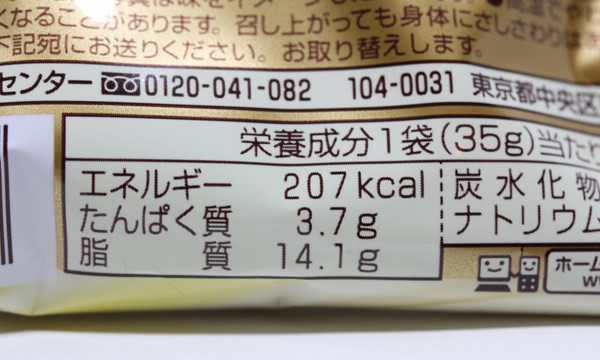 くなることがあります。召し上がっても身体にさしさわりは
下記宛にお送りください。お取り替えします。
センター 0120-041-082 104-0031 東京都中央区
栄養成分1袋(35g)当たり
エネルギー 207kcal 炭水化物
たんぱく質 3.7g ナトリウム
脂質 14.1g
ホーム